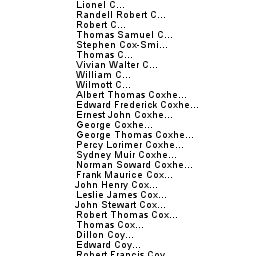 Lionel C...
Randell Robert C...
Robert C...
Thomas Samuel C...
Stephen Cox-Smi...
Thomas C...
Vivian Walter C...
William C...
Wilmott C...
Albert Thomas Coxhe...
Edward Frederick Coxhe...
Ernest John Coxhe...
George Coxhe...
George Thomas Coxhe...
Percy Lorimer Coxhe...
Sydney Muir Coxhe...
Norman Soward Coxhe...
Frank Maurice Cox...
John Henry Cox...
Leslie James Cox...
John Stewart Cox...
Robert Thomas Cox...
Thomas Cox...
Dillon Coy...
Edward Coy...
Robert Francis Coy